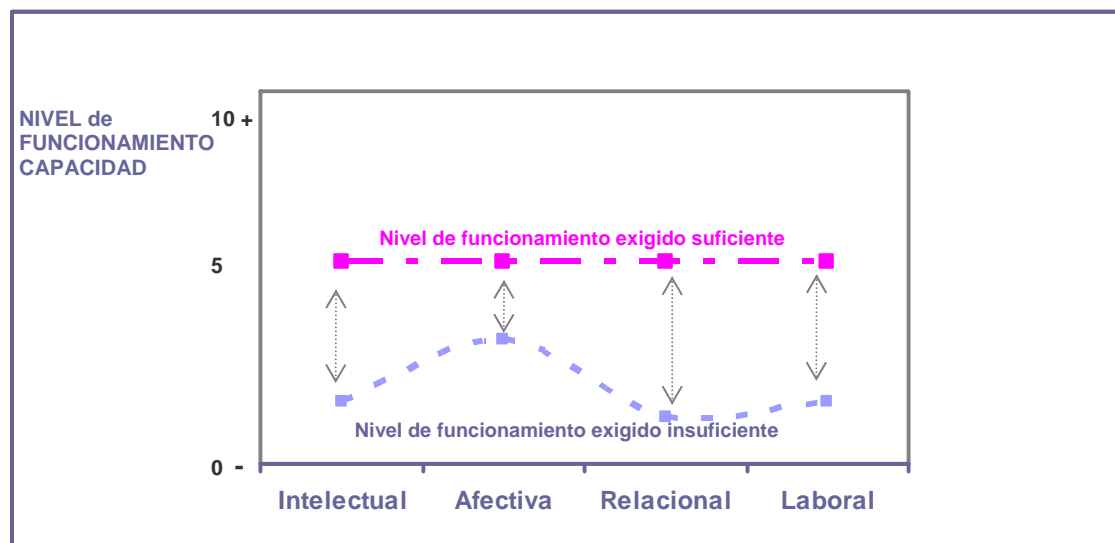 NIVEL de
FUNCIONAMIENTO
CAPACIDAD
10 +
Nivel de funcionamiento exigido suficiente
5
Nivel de funcionamiento exigido insuficiente
0 -
Intelectual Afectiva Relacional Laboral